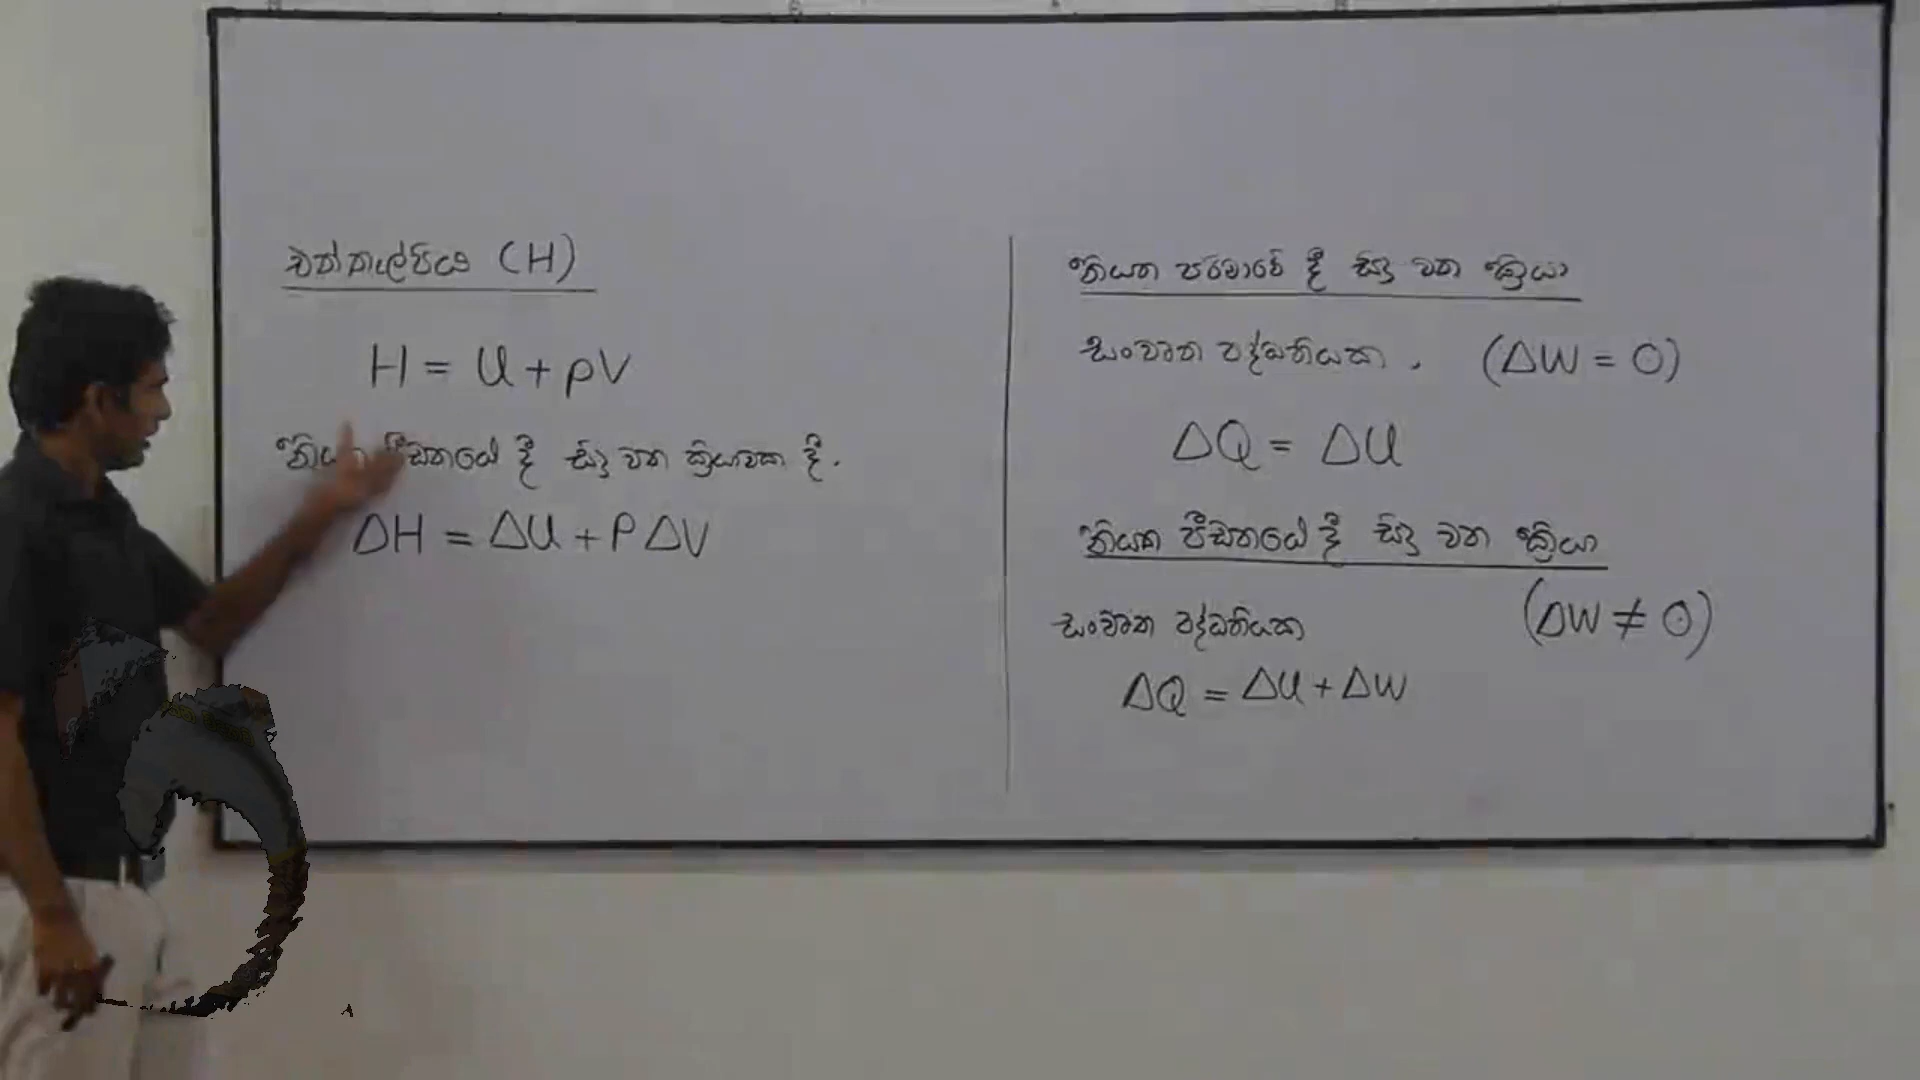 එන්තැල්පිය (H)
H = U + pV
නියත පීඩනයේ දී සිදු වන ක්‍රියාවක දී.
ΔH = ΔU + PΔV
නියත පරිමාවේ දී සිදු වන ක්‍රියා
සංවෘත පද්ධතියක . (ΔW = 0)
ΔQ = ΔU
නියත පීඩනයේ දී සිදු වන ක්‍රියා
සංවෘත පද්ධතියක (ΔW ≠ 0)
ΔQ = ΔU + ΔW